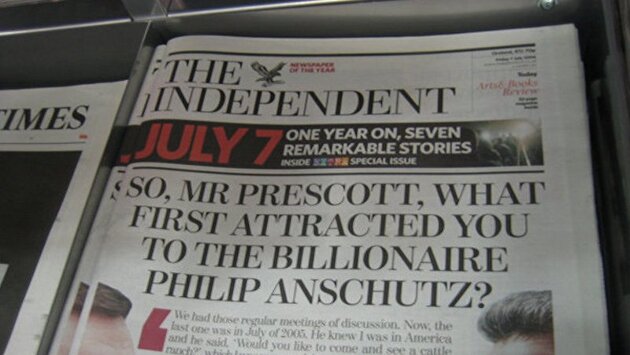 TIMES
THE
INDEPENDENT
NEWSPAPER
OF THE YEAR
Today
Arts & Books
Review
JULY 7
ONE YEAR ON, SEVEN
REMARKABLE STORIES
INSIDE EXTRA SPECIAL ISSUE
SO, MR PRESCOTT, WHAT
FIRST ATTRACTED YOU
TO THE BILLIONAIRE
PHILIP ANSCHUTZ?
We had those regular meetings of discussion. Now, the
last one was in July of 2005. He knew I was in America
and he said, 'Would you like to come and see a cattle
ranch?'